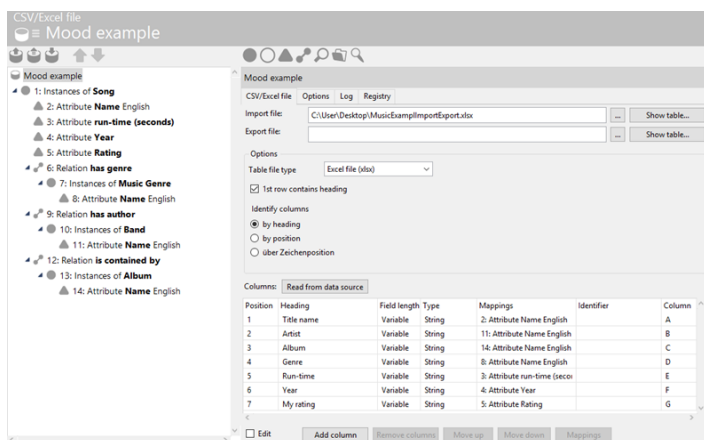 CSV/Excel file
Mood example
Mood example
1: Instances of Song
2: Attribute Name English
3: Attribute run-time (seconds)
4: Attribute Year
5: Attribute Rating
6: Relation has genre
7: Instances of Music Genre
8: Attribute Name English
9: Relation has author
10: Instances of Band
11: Attribute Name English
12: Relation is contained by
13: Instances of Album
14: Attribute Name English
Mood example
CSV/Excel file Options Log Registry
Import file: C:\User\Desktop\MusicExamplImportExport.xlsx ... Show table...
Export file: ... Show table...
Options
Table file type Excel file (xlsx)
1st row contains heading
Identify columns
by heading
by position
über Zeichenposition
Columns: Read from data source
Position Heading Field length Type Mappings Identifier Column
1 Title name Variable String 2: Attribute Name English A
2 Artist Variable String 11: Attribute Name English B
3 Album Variable String 14: Attribute Name English C
4 Genre Variable String 8: Attribute Name English D
5 Run-time Variable String 3: Attribute run-time (secon E
6 Year Variable String 4: Attribute Year F
7 My rating Variable String 5: Attribute Rating G
Edit Add column Remove columns Move up Move down Mappings